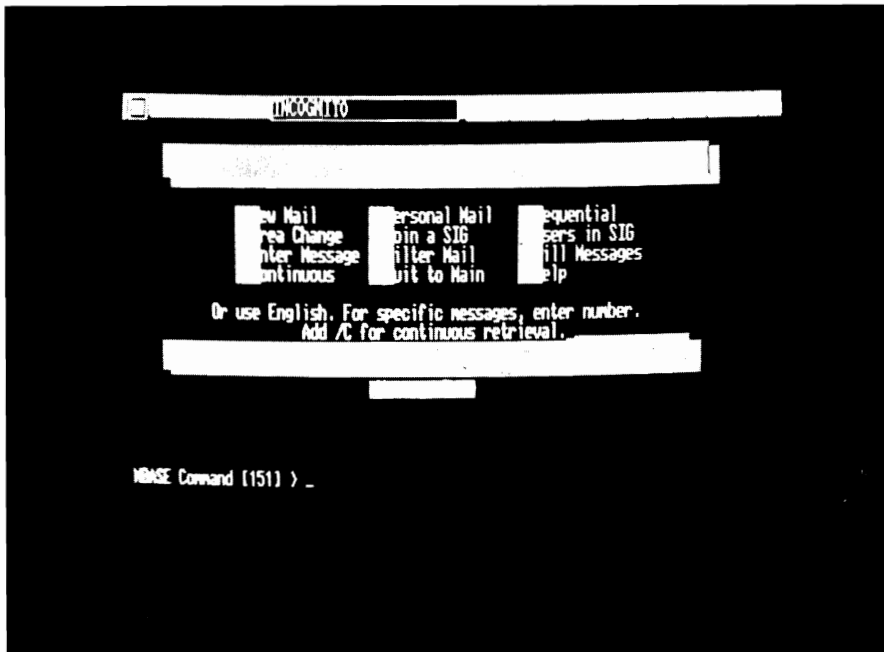 INCOGNITO
ew Mail ersonal Mail equential
rea Change oin a SIG sers in SIG
nter Message ilter Mail ill Messages
ontinuous uit to Main elp
Or use English. For specific messages, enter number.
Add /C for continuous retrieval.
MBASE Command [151] > _